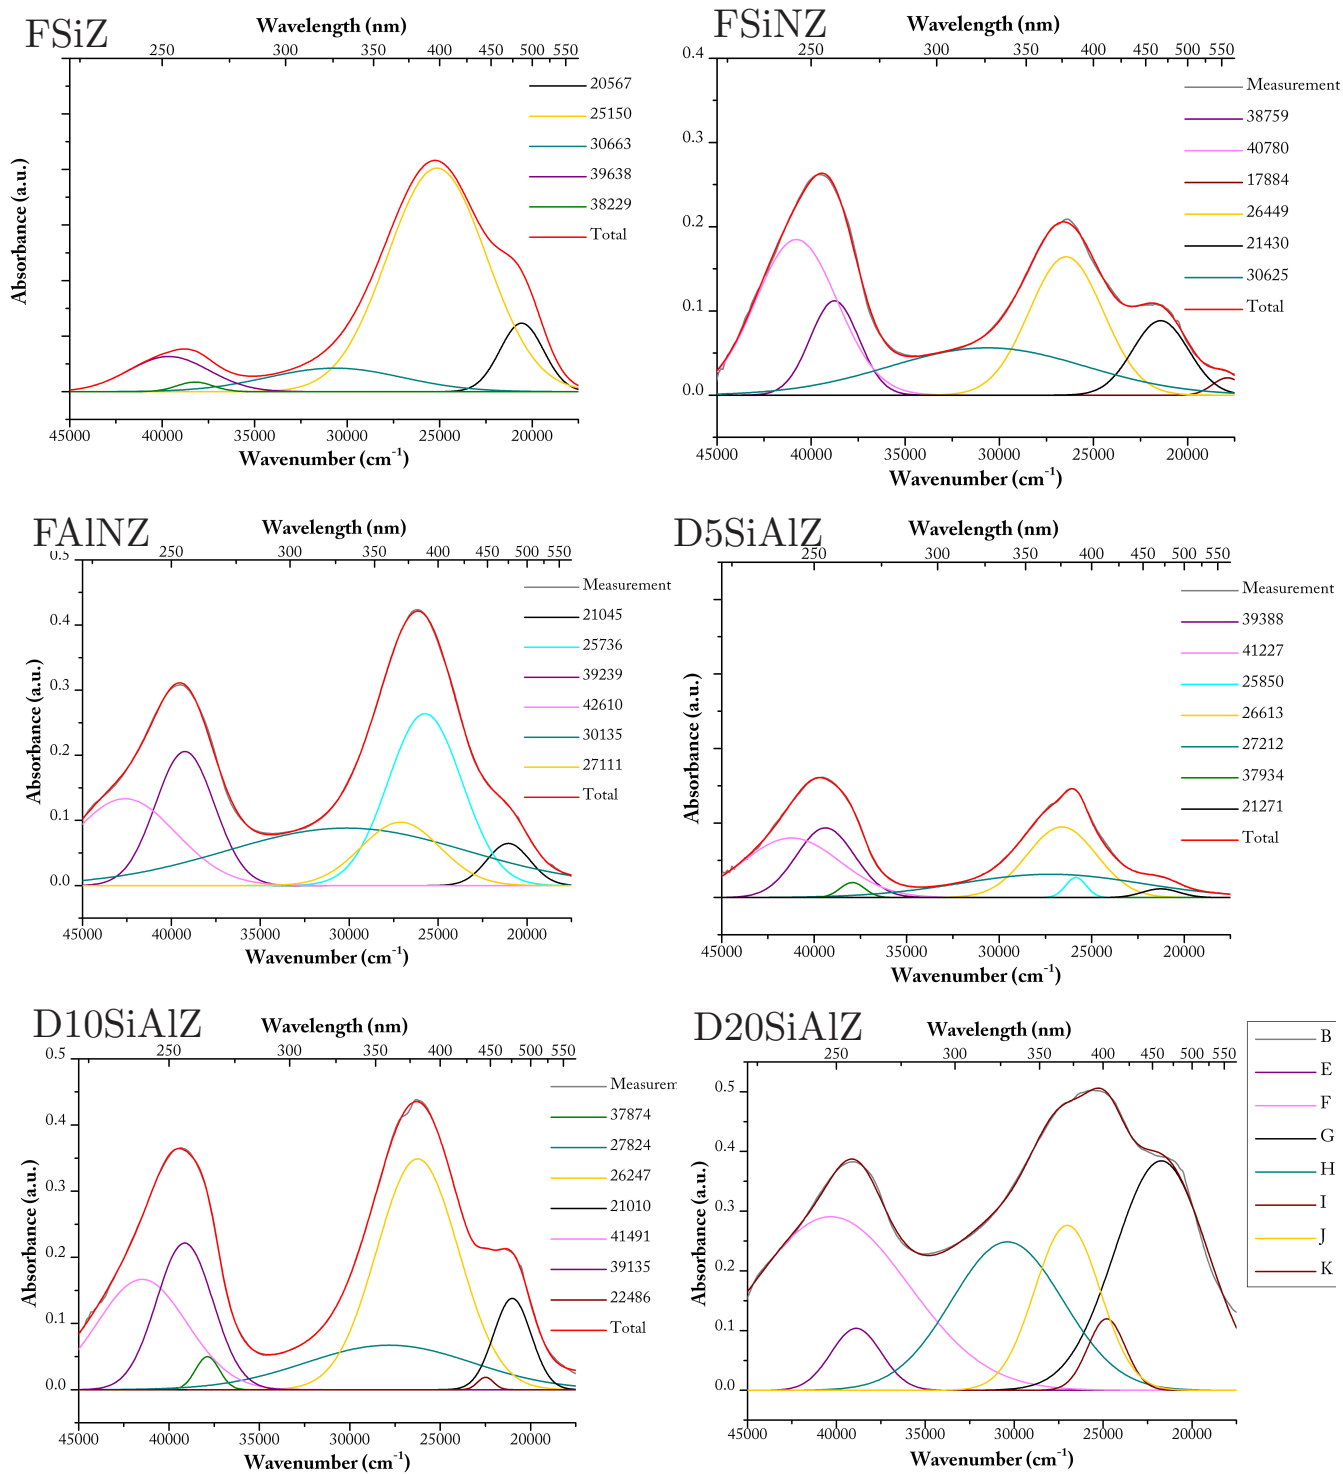 FSiZ
Wavelength (nm)
250 300 350 400 450 500 550
20567
25150
30663
39638
38229
Total
Absorbance (a.u.)
45000 40000 35000 30000 25000 20000
Wavenumber (cm-1)
FSiNZ
Wavelength (nm)
250 300 350 400 450 500 550
0.4
0.3
0.2
0.1
0.0
Measurement
38759
40780
17884
26449
21430
30625
Total
Absorbance (a.u.)
45000 40000 35000 30000 25000 20000
Wavenumber (cm-1)
FAlNZ
Wavelength (nm)
250 300 350 400 450 500 550
0.5
0.4
0.3
0.2
0.1
0.0
Measurement
21045
25736
39239
42610
30135
27111
Total
Absorbance (a.u.)
45000 40000 35000 30000 25000 20000
Wavenumber (cm-1)
D5SiAlZ
Wavelength (nm)
250 300 350 400 450 500 550
Measurement
39388
41227
25850
26613
27212
37934
21271
Total
Absorbance (a.u.)
45000 40000 35000 30000 25000 20000
Wavenumber (cm-1)
D10SiAlZ
Wavelength (nm)
250 300 350 400 450 500 550
0.5
0.4
0.3
0.2
0.1
0.0
Measurem
37874
27824
26247
21010
41491
39135
22486
Total
Absorbance (a.u.)
45000 40000 35000 30000 25000 20000
Wavenumber (cm-1)
D20SiAlZ
Wavelength (nm)
250 300 350 400 450 500 550
0.5
0.4
0.3
0.2
0.1
0.0
B
E
F
G
H
I
J
K
Absorbance (a.u.)
45000 40000 35000 30000 25000 20000
Wavenumber (cm-1)